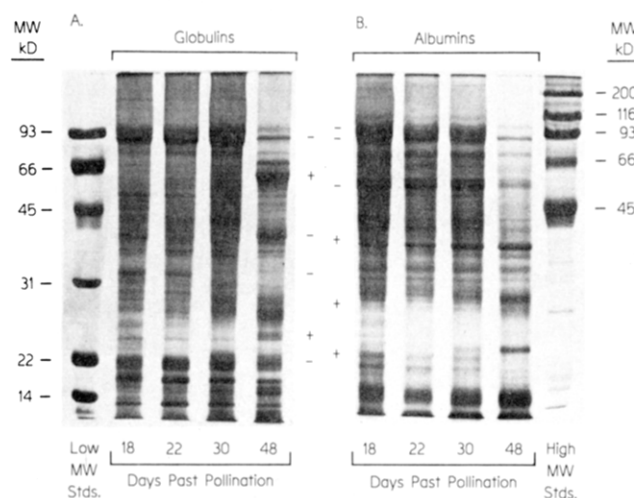 MW
kD
A.
Globulins
B.
Albumins
MW
kD
93 –
66 –
45 –
31 –
22 –
14 –
–
+
–
–
+
–
–
–
–
+
+
+
– 200
– 116
– 93
– 66
– 45
Low
MW
Stds.
18 22 30 48
Days Past Pollination
18 22 30 48
Days Past Pollination
High
MW
Stds.